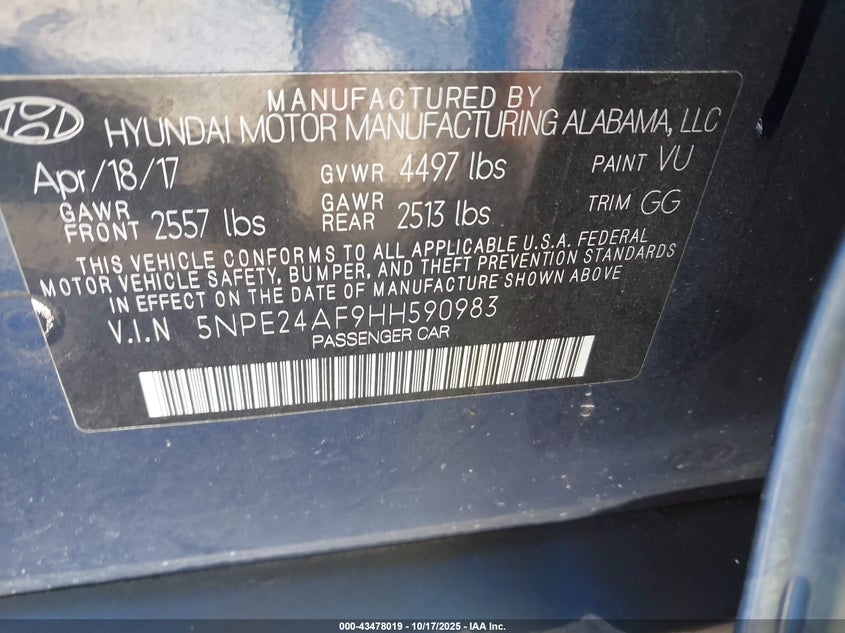 MANUFACTURED BY
HYUNDAI MOTOR MANUFACTURING ALABAMA, LLC
Apr/18/17 GVWR 4497 lbs PAINT VU
GAWR FRONT 2557 lbs GAWR REAR 2513 lbs TRIM GG
THIS VEHICLE CONFORMS TO ALL APPLICABLE U.S.A. FEDERAL
MOTOR VEHICLE SAFETY, BUMPER, AND THEFT PREVENTION STANDARDS
IN EFFECT ON THE DATE OF MANUFACTURE SHOWN ABOVE
V.I.N 5NPE24AF9HH590983
PASSENGER CAR
000-43478019 - 10/17/2025 - IAA Inc.